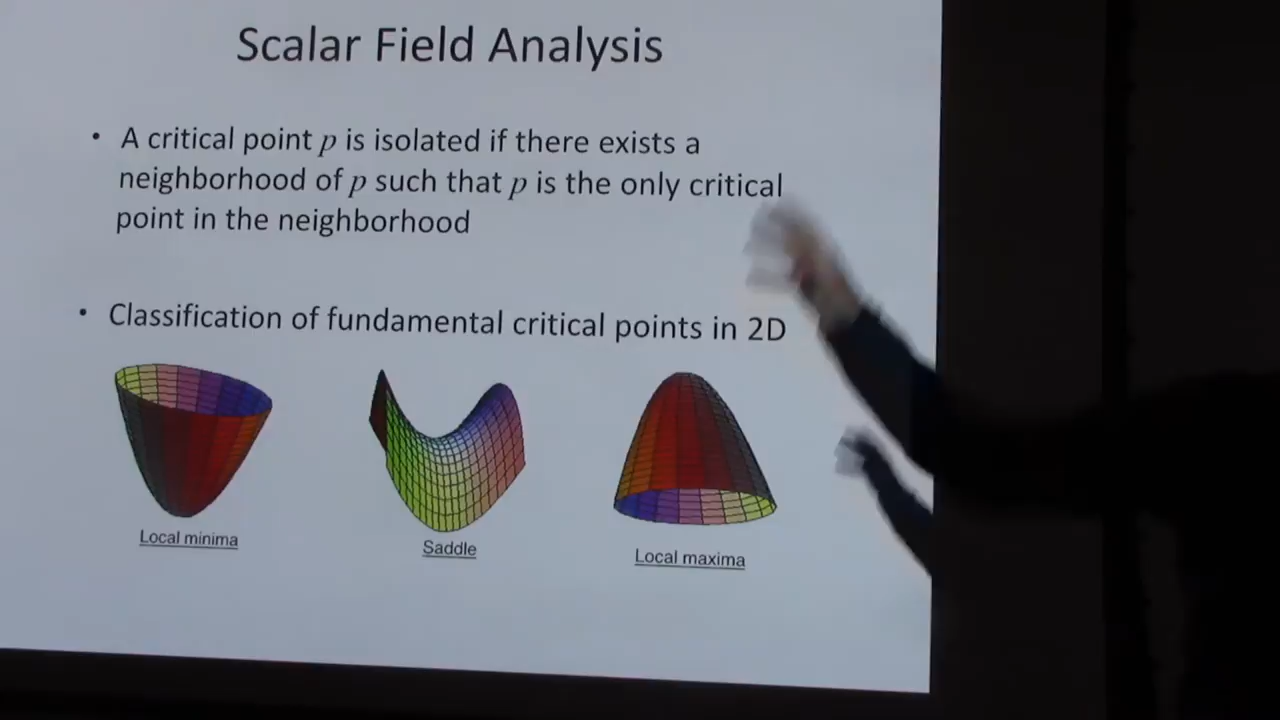 Scalar Field Analysis
• A critical point p is isolated if there exists a
neighborhood of p such that p is the only critical
point in the neighborhood
• Classification of fundamental critical points in 2D
Local minima
Saddle
Local maxima